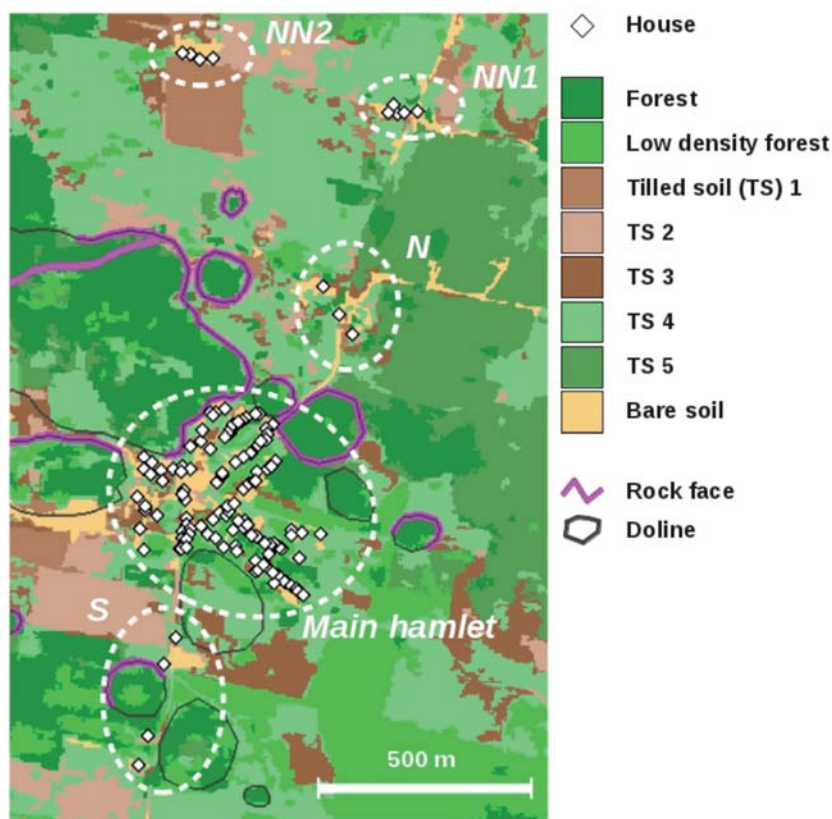 NN2
NN1
N
S
Main hamlet
500 m
House
Forest
Low density forest
Tilled soil (TS) 1
TS 2
TS 3
TS 4
TS 5
Bare soil
Rock face
Doline